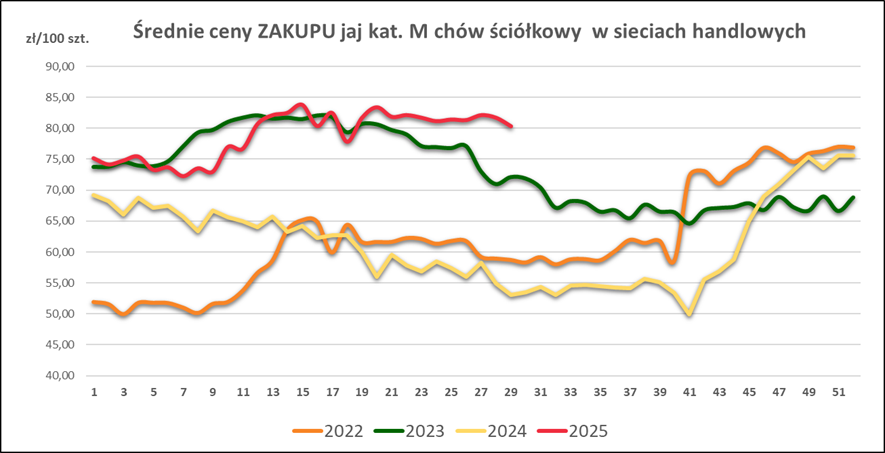 Średnie ceny ZAKUPU jaj kat. M chów ściółkowy  w sieciach handlowych
zł/100 szt.
90,00
85,00
80,00
75,00
70,00
65,00
60,00
55,00
50,00
45,00
40,00
1 3 5 7 9 11 13 15 17 19 21 23 25 27 29 31 33 35 37 39 41 43 45 47 49 51
2022 2023 2024 2025